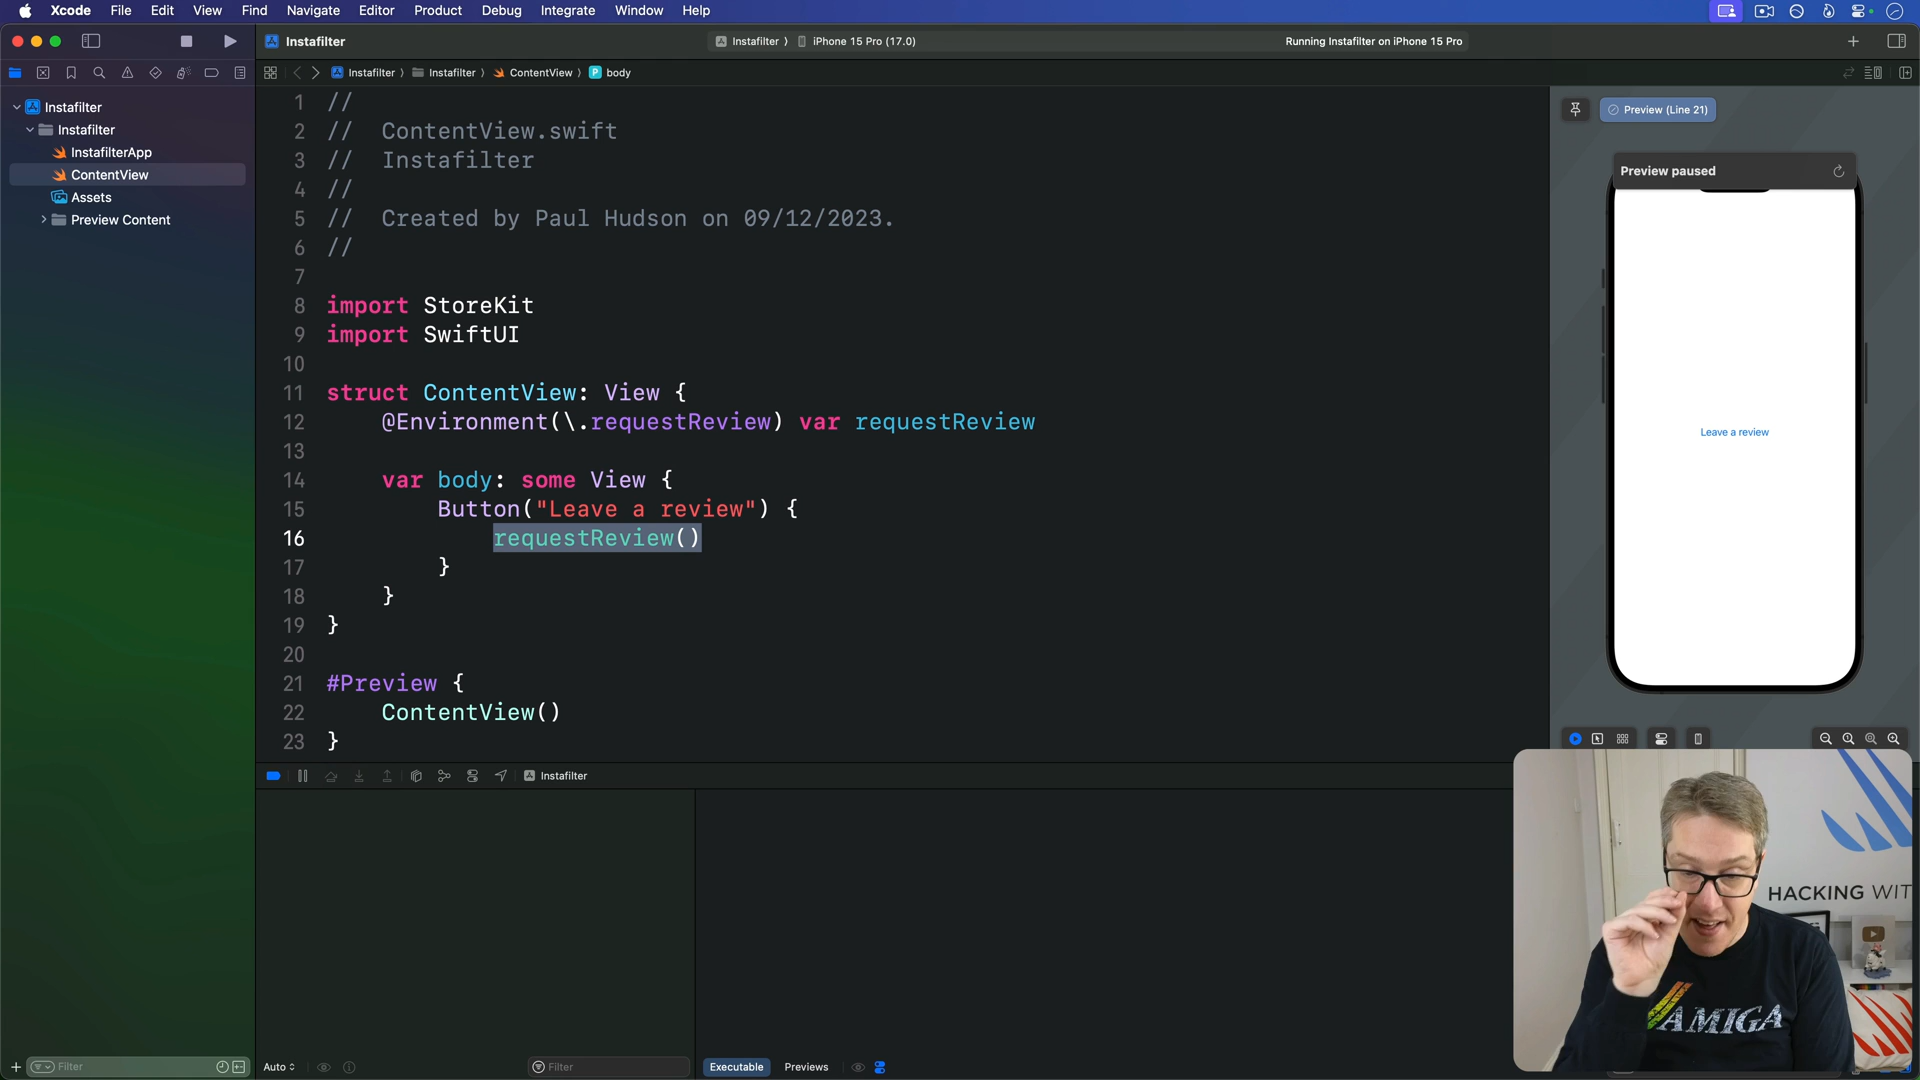 Xcode File Edit View Find Navigate Editor Product Debug Integrate Window Help
Instafilter
Instafilter 〉 iPhone 15 Pro (17.0)
Running Instafilter on iPhone 15 Pro
Instafilter 〉 Instafilter 〉 ContentView 〉 P body
Instafilter
Instafilter
InstafilterApp
ContentView
Assets
Preview Content
1 //
2 // ContentView.swift
3 // Instafilter
4 //
5 // Created by Paul Hudson on 09/12/2023.
6 //
7
8 import StoreKit
9 import SwiftUI
10
11 struct ContentView: View {
12 @Environment(\.requestReview) var requestReview
13
14 var body: some View {
15 Button("Leave a review") {
16 requestReview()
17 }
18 }
19 }
20
21 #Preview {
22 ContentView()
23 }
Preview (Line 21)
Preview paused
Leave a review
Instafilter
HACKING WIT
AMIGA
Filter
Auto
Filter
Executable Previews